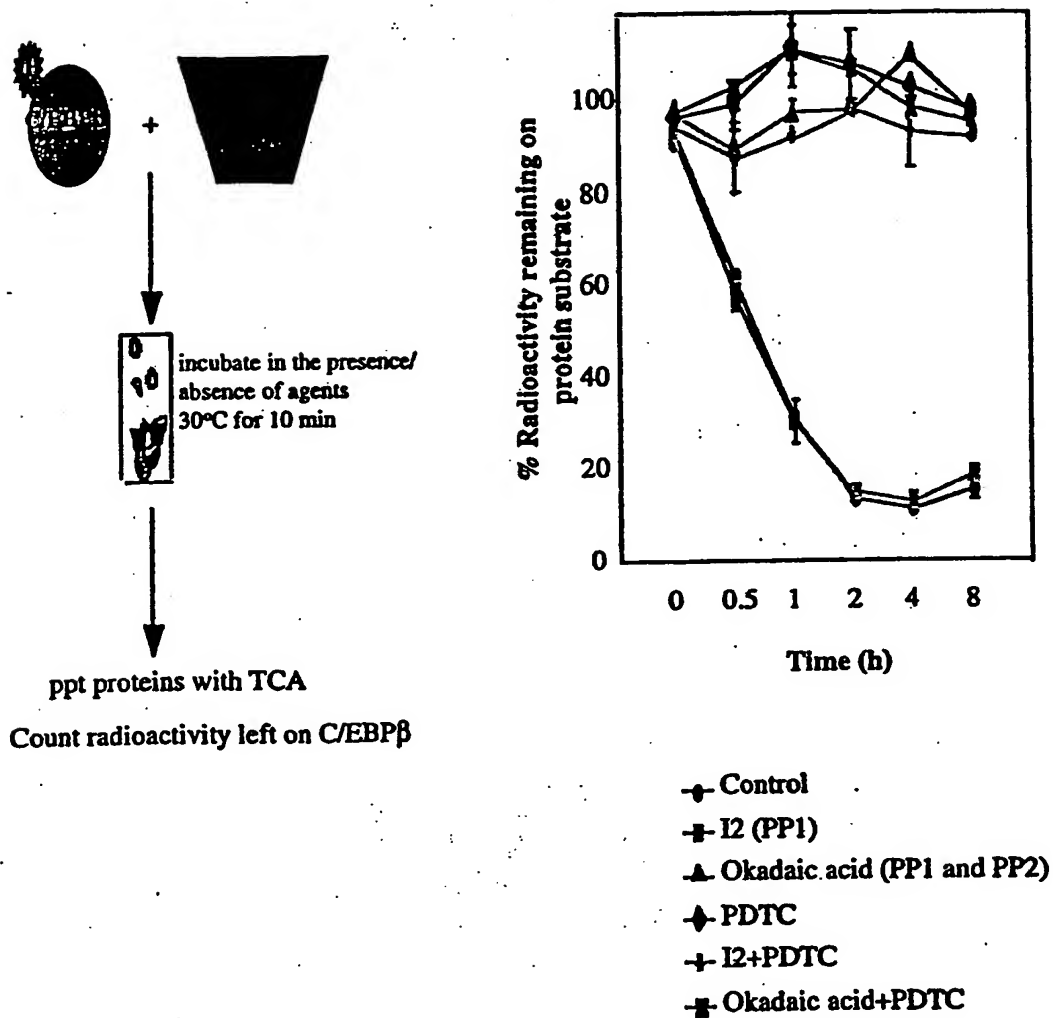 +
incubate in the presence/
absence of agents
30°C for 10 min
ppt proteins with TCA
Count radioactivity left on C/EBPβ
% Radioactivity remaining on
protein substrate
100
80
60
40
20
0
0 0.5 1 2 4 8
Time (h)
Control
I2 (PP1)
Okadaic acid (PP1 and PP2)
PDTC
I2+PDTC
Okadaic acid+PDTC